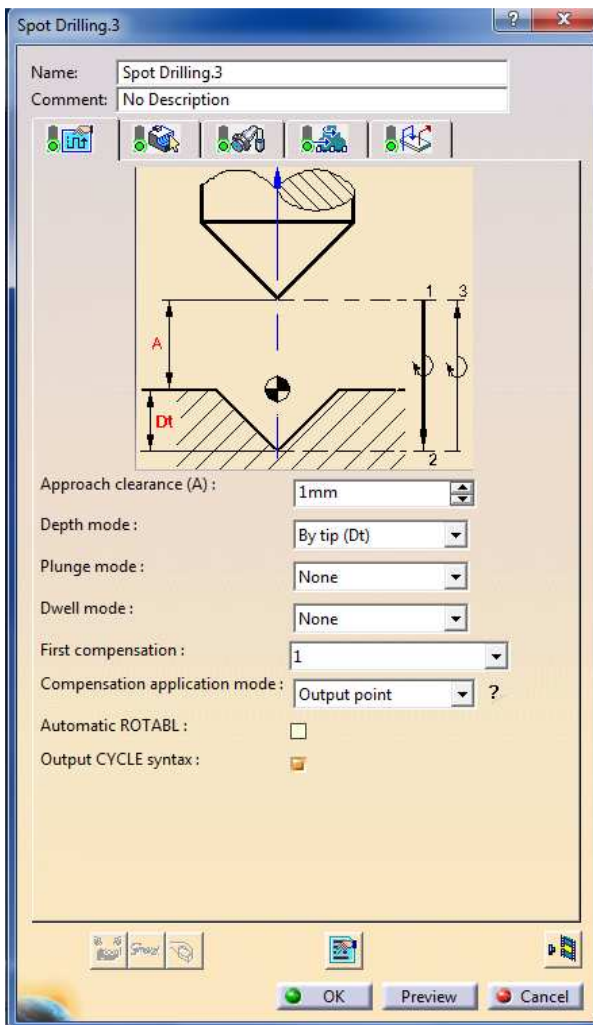 Spot Drilling.3
Name: Spot Drilling.3
Comment: No Description
1 3
A
Dt
2
Approach clearance (A) : 1mm
Depth mode : By tip (Dt)
Plunge mode : None
Dwell mode : None
First compensation : 1
Compensation application mode : Output point ?
Automatic ROTABL :
Output CYCLE syntax :
OK Preview Cancel